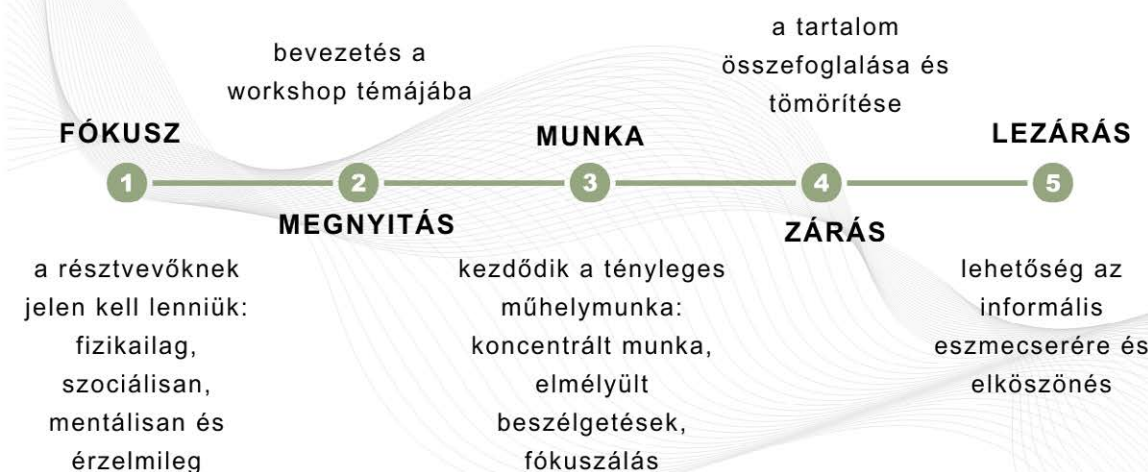 FÓKUSZ
1
a résztvevőknek
jelen kell lenniük:
fizikailag,
szociálisan,
mentálisan és
érzelmileg
bevezetés a
workshop témájába
2
MEGNYITÁS
MUNKA
3
kezdődik a tényleges
műhelymunka:
koncentrált munka,
elmélyült
beszélgetések,
fókuszálás
a tartalom
összefoglalása és
tömörítése
4
ZÁRÁS
LEZÁRÁS
5
lehetőség az
informális
eszmecserére és
elköszönés